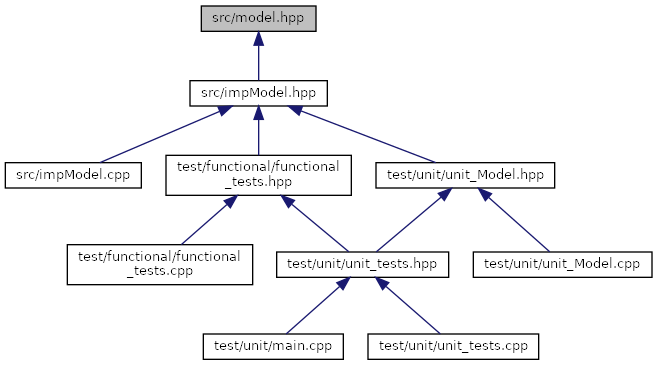 src/model.hpp
src/impModel.hpp
src/impModel.cpp
test/functional/functional
_tests.hpp
test/unit/unit_Model.hpp
test/functional/functional
_tests.cpp
test/unit/unit_tests.hpp
test/unit/unit_Model.cpp
test/unit/main.cpp
test/unit/unit_tests.cpp